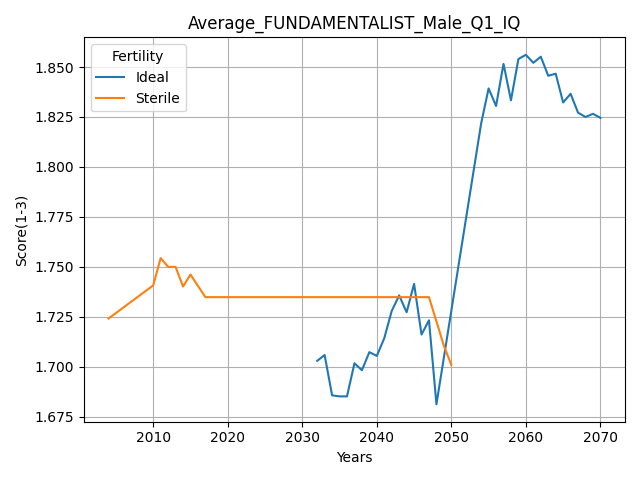 Average_FUNDAMENTALIST_Male_Q1_IQ
Fertility
Ideal
Sterile
Score(1-3)
1.850
1.825
1.800
1.775
1.750
1.725
1.700
1.675
2010 2020 2030 2040 2050 2060 2070
Years